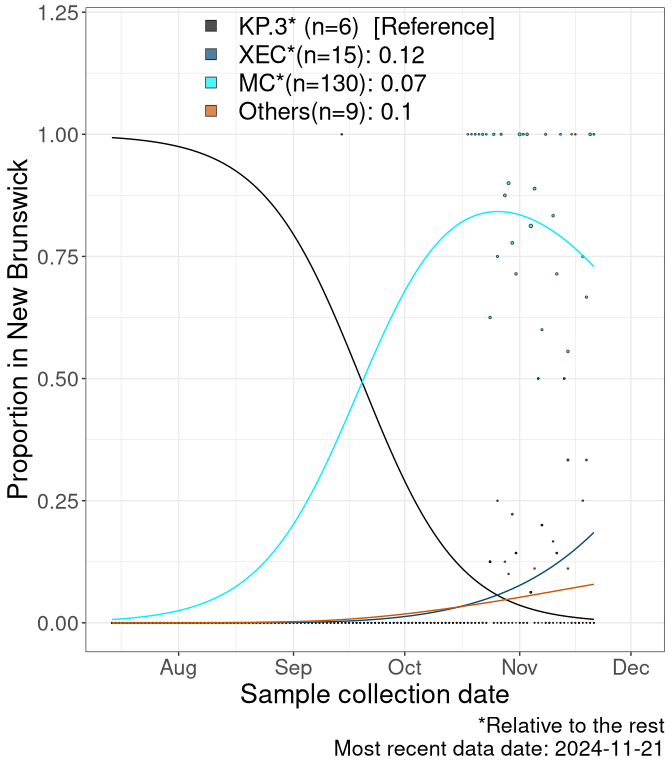 KP.3* (n=6)  [Reference]
XEC*(n=15): 0.12
MC*(n=130): 0.07
Others(n=9): 0.1
1.25
1.00
0.75
0.50
0.25
0.00
Proportion in New Brunswick
Aug Sep Oct Nov Dec
Sample collection date
*Relative to the rest
Most recent data date: 2024-11-21